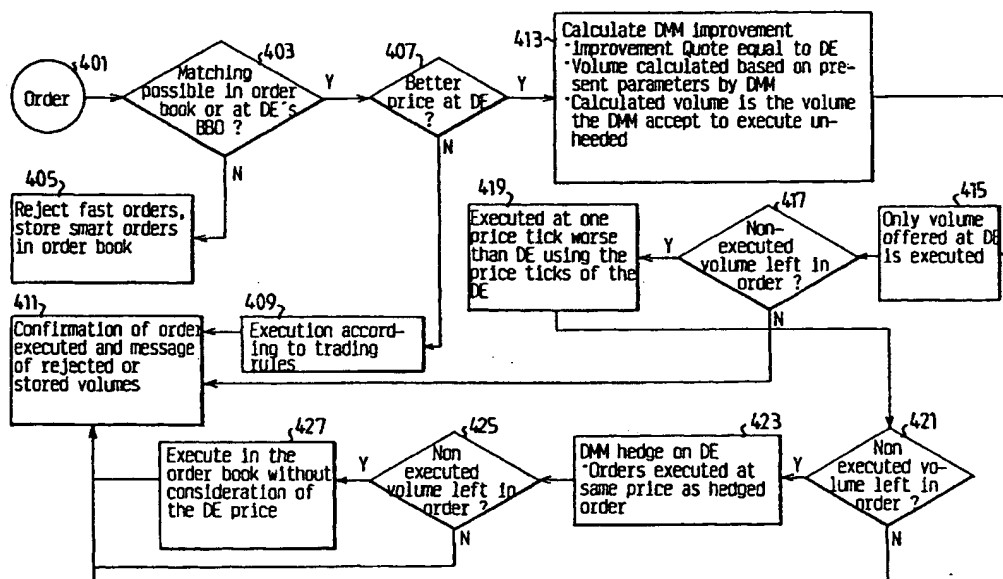 401
Order
403
Matching
possible in order
book or at DE's
BBO ?
Y
N
405
Reject fast orders,
store smart orders
in order book
407
Better
price at DE
?
Y
N
409
Execution accord-
ing to trading
rules
411
Confirmation of order
executed and message
of rejected or
stored volumes
413
Calculate DMM improvement
·improvement Quote equal to DE
·Volume calculated based on pre-
sent parameters by DMM
·Calculated volume is the volume
the DMM accept to execute un-
heeded
415
Only volume
offered at DE
is executed
417
Non-
executed
volume left in
order ?
Y
N
419
Executed at one
price tick worse
than DE using the
price ticks of the
DE
421
Non
executed vo-
lume left in
order ?
Y
N
423
DMM hedge on DE
·Orders executed at
same price as hedged
order
425
Non
executed
volume left in
order ?
Y
N
427
Execute in the
order book without
consideration of
the DE price